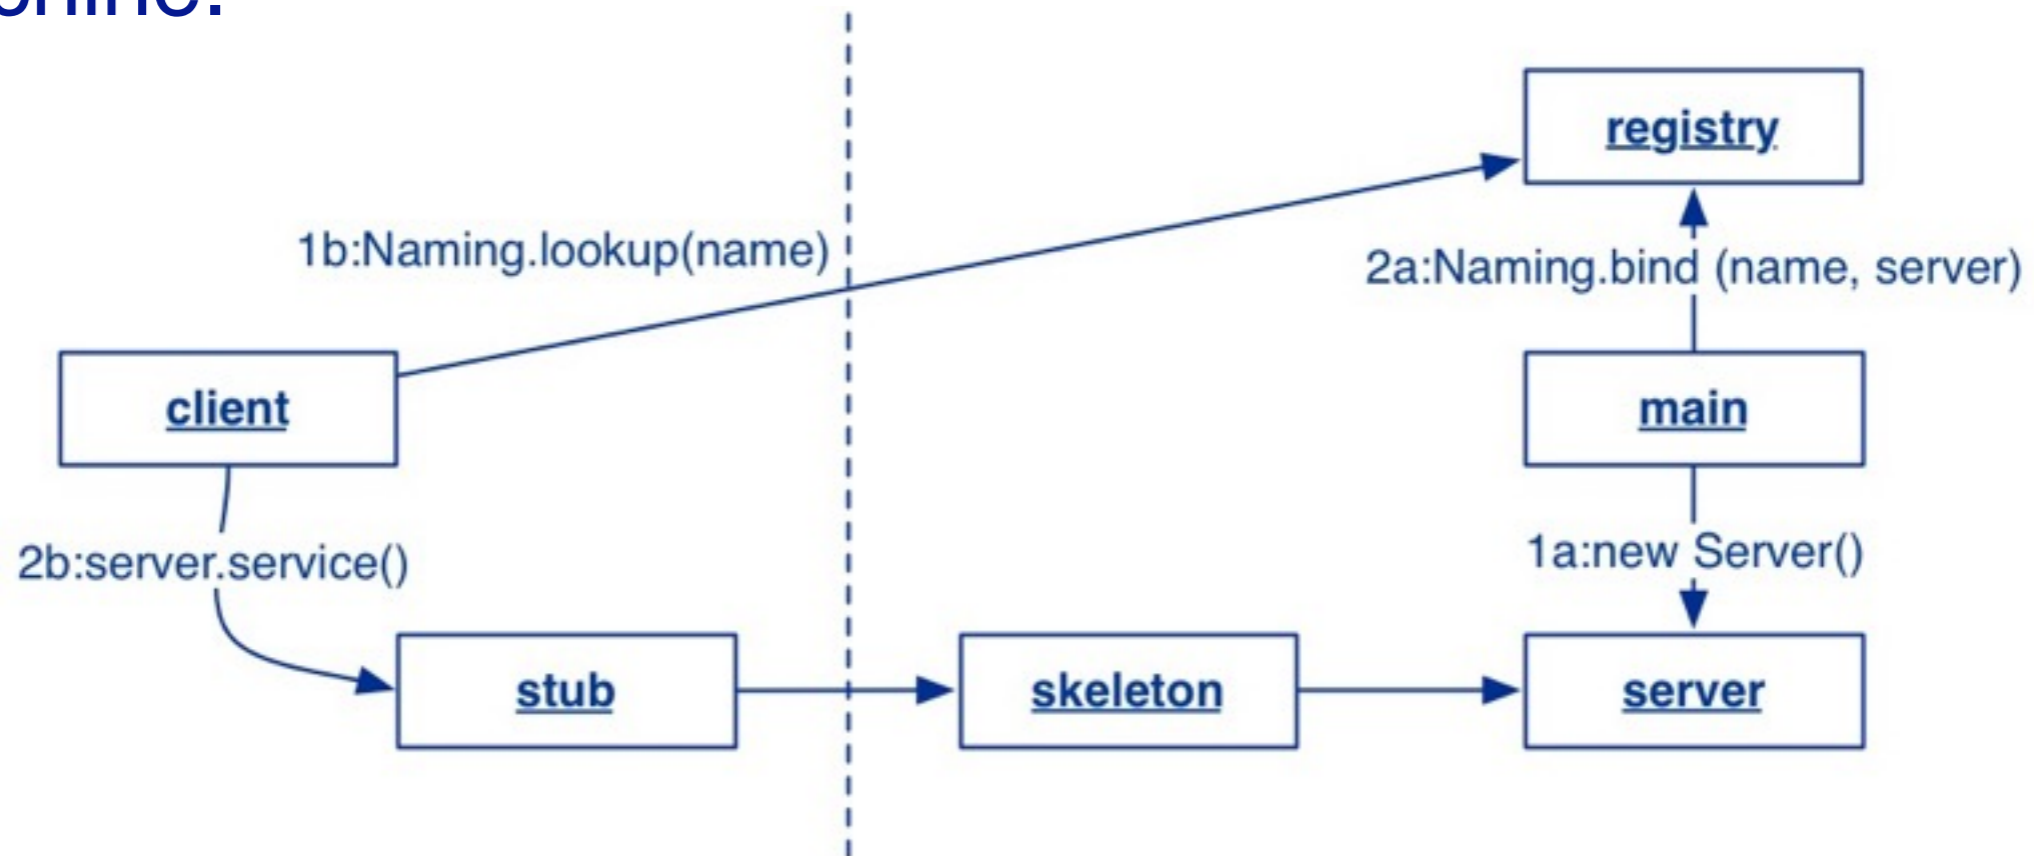 registry
1b:Naming.lookup(name)
2a:Naming.bind (name, server)
client
main
2b:server.service()
1a:new Server()
stub
skeleton
server